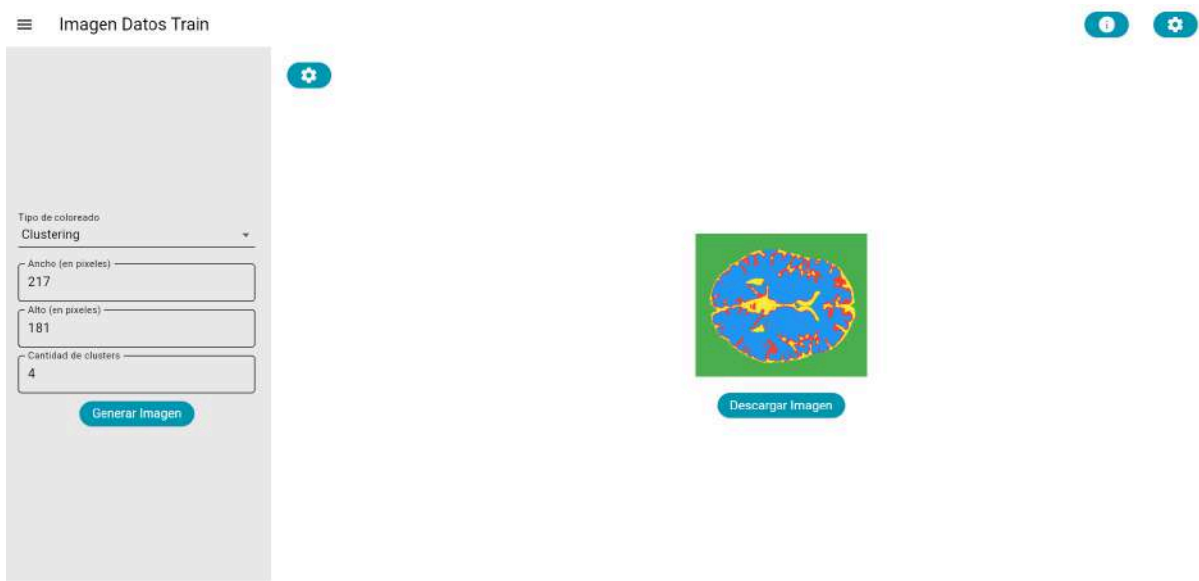 Imagen Datos Train
Tipo de coloreado
Clustering
Ancho (en pixeles)
217
Alto (en pixeles)
181
Cantidad de clusters
4
Generar Imagen
Descargar Imagen